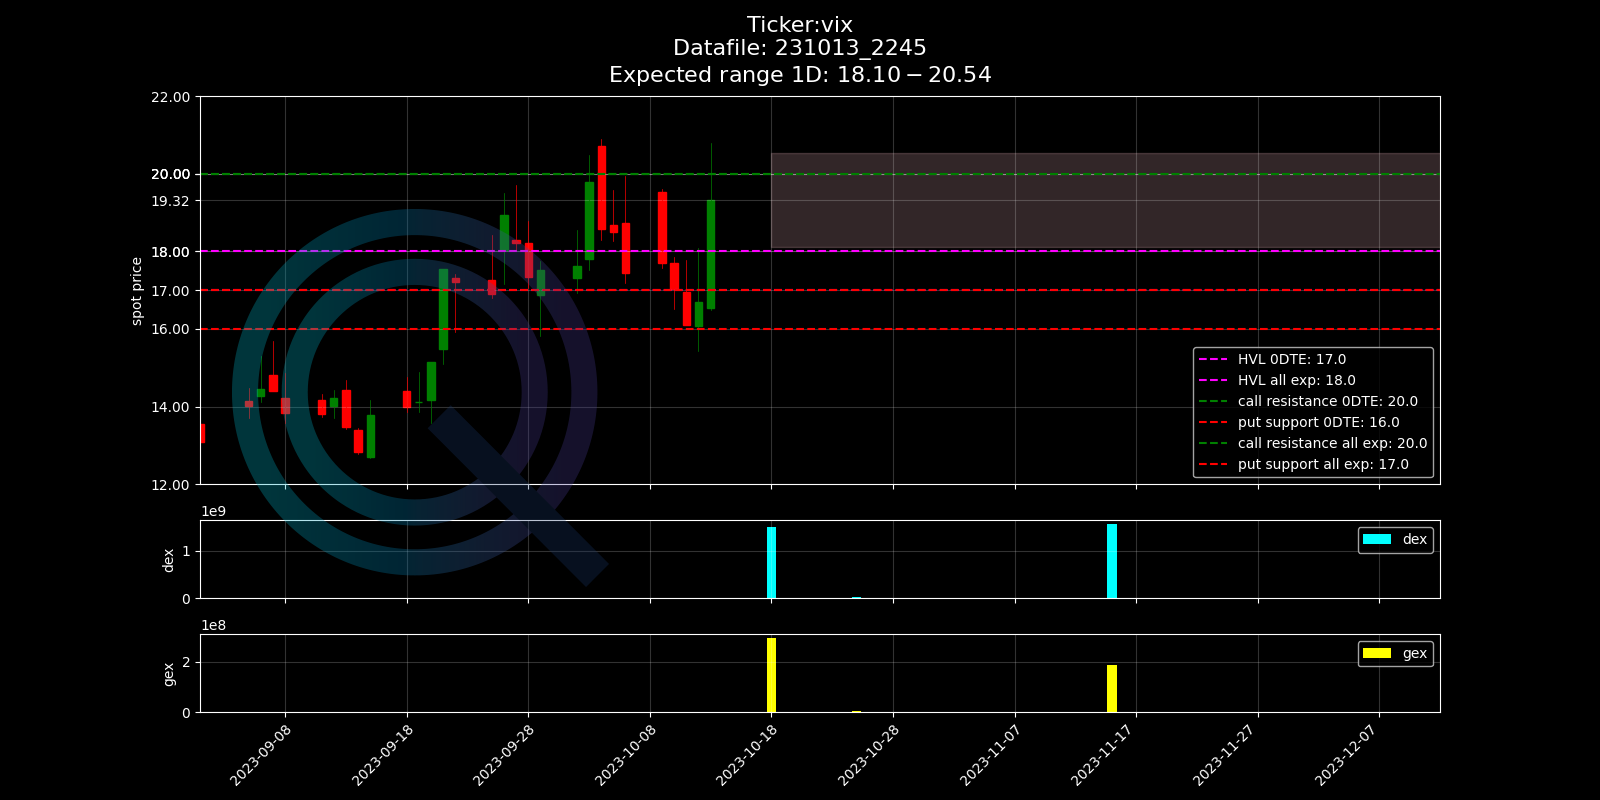 Ticker:vix
Datafile: 231013_2245
Expected range 1D: 18.10 − 20.54
22.00
20.00
19.32
18.00
17.00
16.00
14.00
12.00
spot price
HVL 0DTE: 17.0
HVL all exp: 18.0
call resistance 0DTE: 20.0
put support 0DTE: 16.0
call resistance all exp: 20.0
put support all exp: 17.0
1e9
1
0
dex
dex
1e8
2
0
gex
gex
2023-09-08
2023-09-18
2023-09-28
2023-10-08
2023-10-18
2023-10-28
2023-11-07
2023-11-17
2023-11-27
2023-12-07